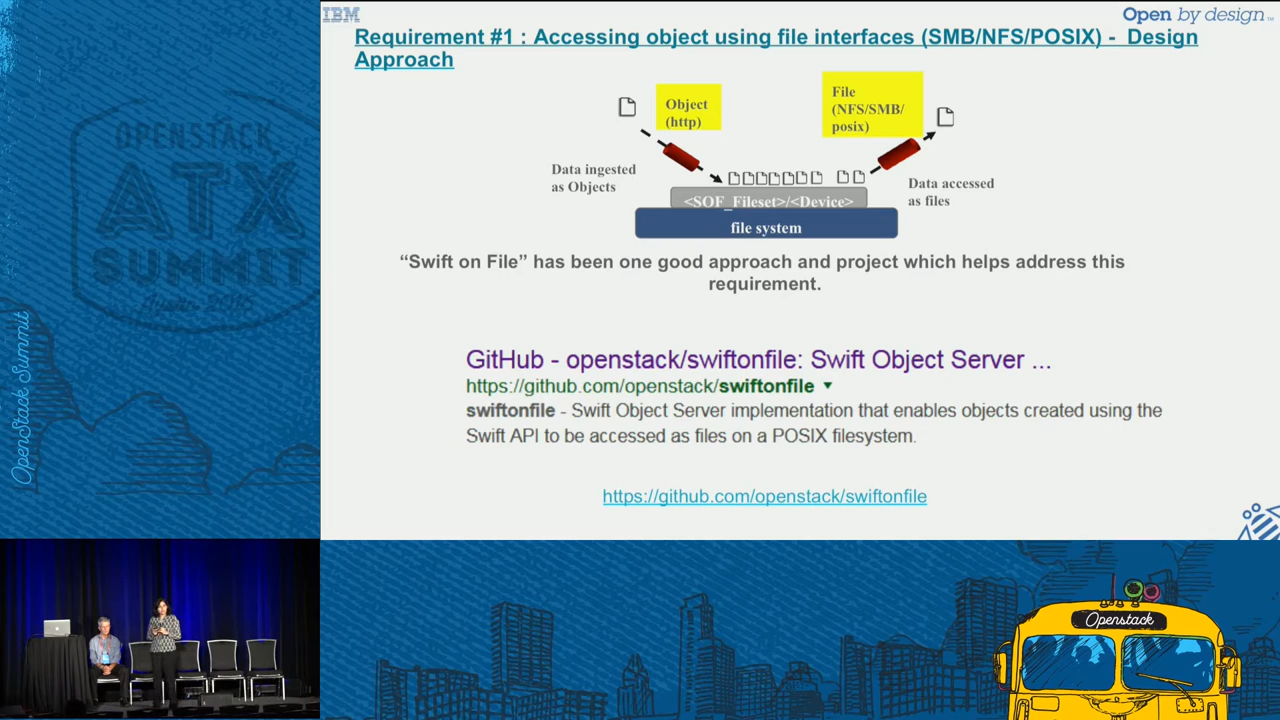 IBM
Open by design™
Requirement #1 : Accessing object using file interfaces (SMB/NFS/POSIX) - Design
Approach
Object
(http)
File
(NFS/SMB/
posix)
Data ingested
as Objects
Data accessed
as files
<SOF_Fileset>/<Device>
file system
“Swift on File” has been one good approach and project which helps address this
requirement.
GitHub - openstack/swiftonfile: Swift Object Server ...
https://github.com/openstack/swiftonfile
swiftonfile - Swift Object Server implementation that enables objects created using the
Swift API to be accessed as files on a POSIX filesystem.
https://github.com/openstack/swiftonfile
OPENSTACK
ATX
SUMMIT
Austin 2016
OpenStack Summit
Openstack